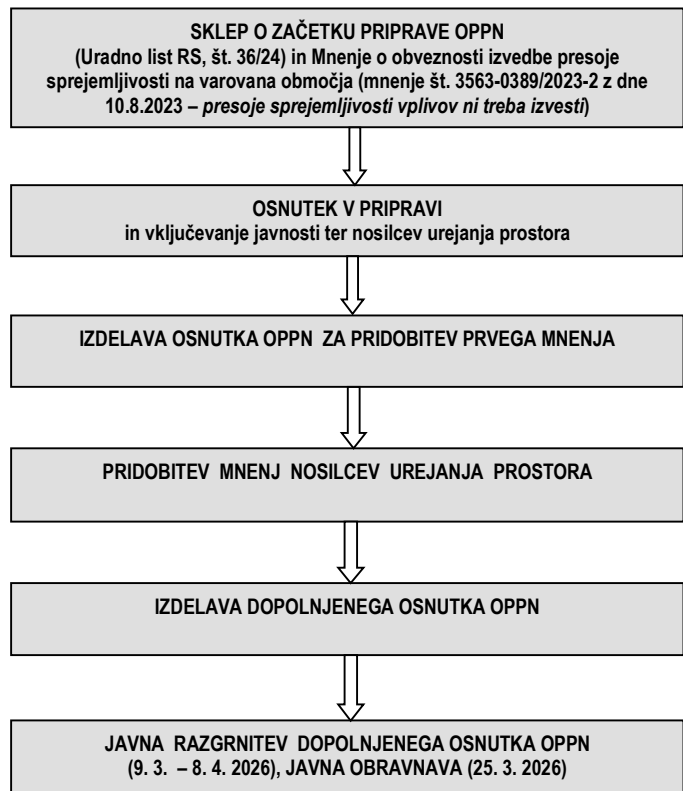 SKLEP O ZAČETKU PRIPRAVE OPPN
(Uradno list RS, št. 36/24) in Mnenje o obveznosti izvedbe presoje
sprejemljivosti na varovana območja (mnenje št. 3563-0389/2023-2 z dne
10.8.2023 – presoje sprejemljivosti vplivov ni treba izvesti)
OSNUTEK V PRIPRAVI
in vključevanje javnosti ter nosilcev urejanja prostora
IZDELAVA OSNUTKA OPPN ZA PRIDOBITEV PRVEGA MNENJA
PRIDOBITEV MNENJ NOSILCEV UREJANJA PROSTORA
IZDELAVA DOPOLNJENEGA OSNUTKA OPPN
JAVNA RAZGRNITEV DOPOLNJENEGA OSNUTKA OPPN
(9. 3. – 8. 4. 2026), JAVNA OBRAVNAVA (25. 3. 2026)